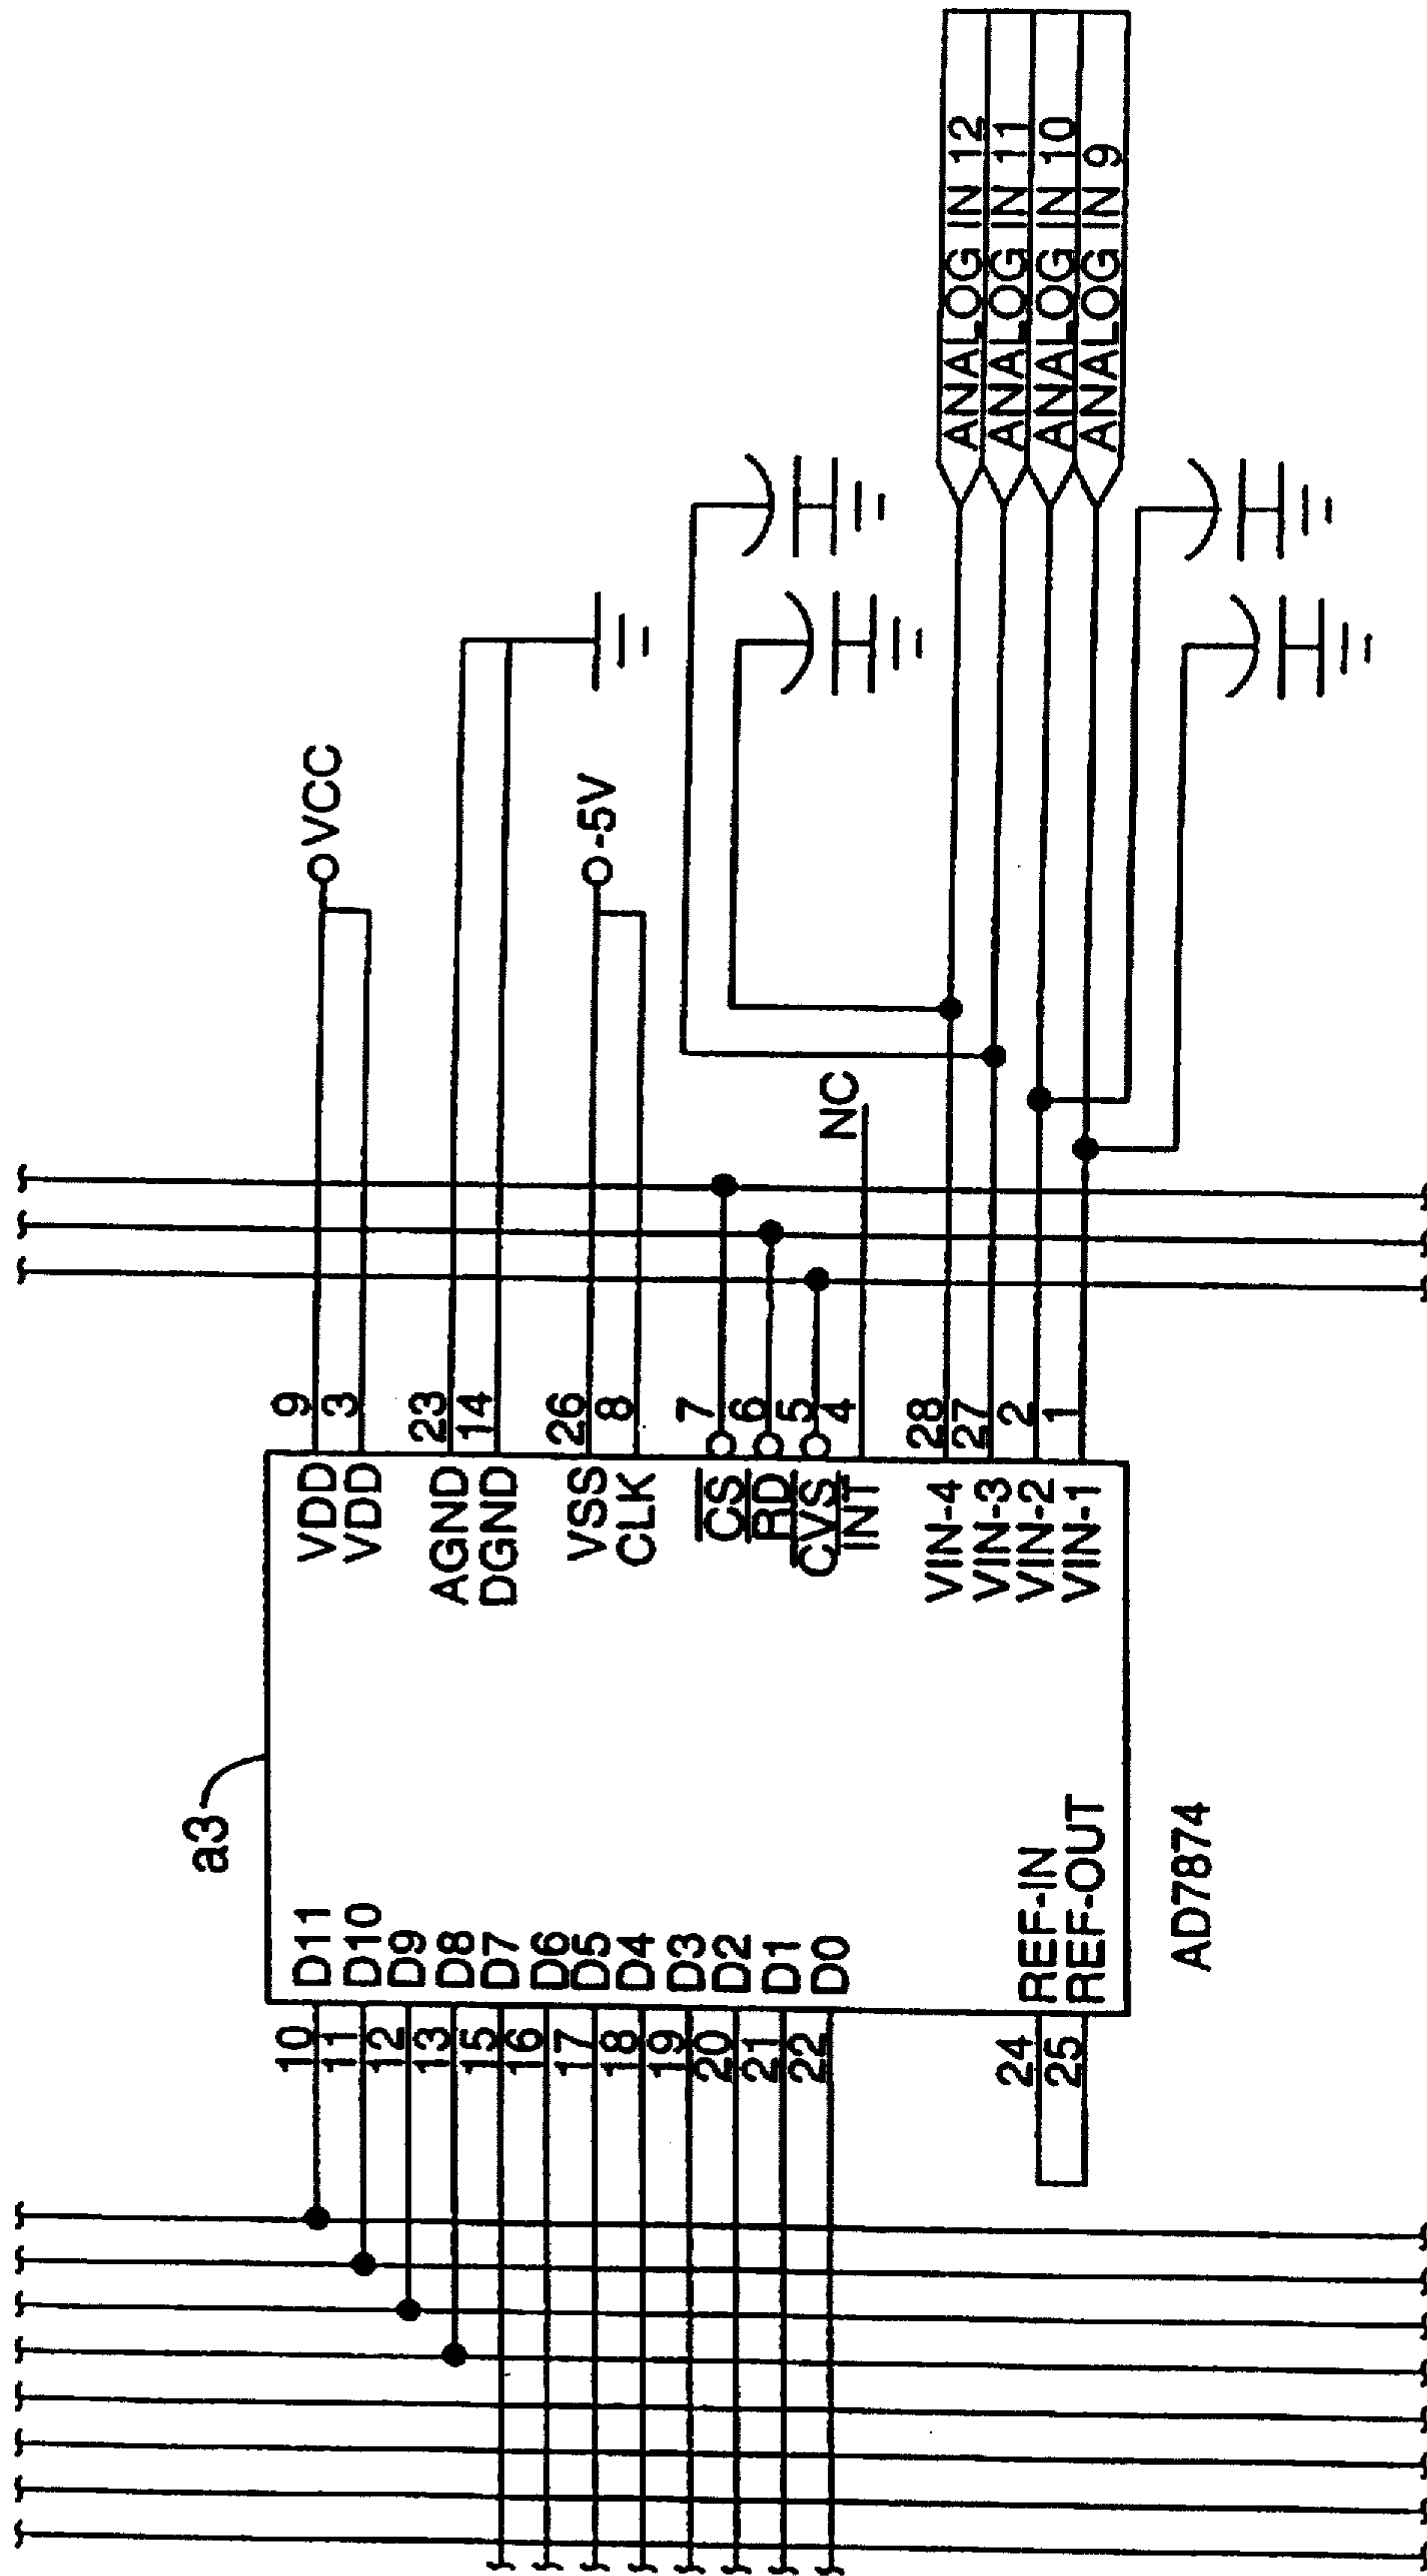 a3
AD7874
D11
D10
D9
D8
D7
D6
D5
D4
D3
D2
D1
D0
REF-IN
REF-OUT
10
11
12
13
15
16
17
18
19
20
21
22
24
25
VDD
VDD
AGND
DGND
VSS
CLK
CS
RD
CVS
INT
VIN-4
VIN-3
VIN-2
VIN-1
9
3
23
14
26
8
7
6
5
4
28
27
2
1
VCC
-5V
NC
ANALOG IN 12
ANALOG IN 11
ANALOG IN 10
ANALOG IN 9